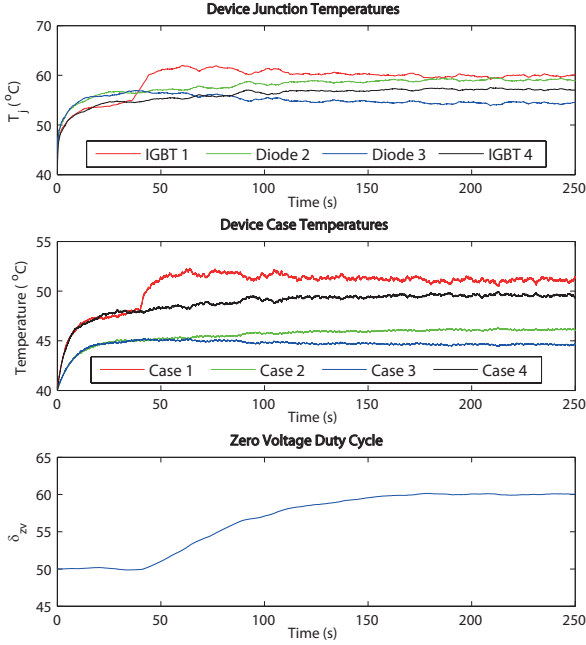 Device Junction Temperatures
70
60
50
40
T_j (°C)
IGBT 1 Diode 2 Diode 3 IGBT 4
0 50 100 150 200 250
Time (s)
Device Case Temperatures
55
50
45
40
Temperature ( °C)
Case 1 Case 2 Case 3 Case 4
0 50 100 150 200 250
Time (s)
Zero Voltage Duty Cycle
65
60
55
50
45
δ_zv
0 50 100 150 200 250
Time (s)